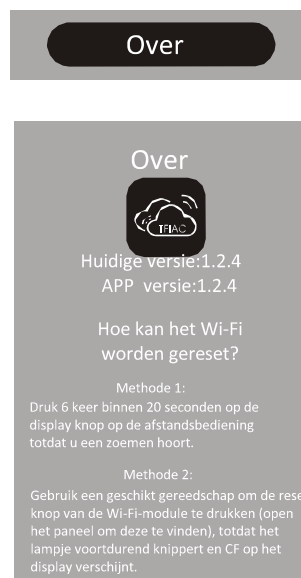 Over
Over
TFIAC
Huidige versie:1.2.4
APP versie:1.2.4
Hoe kan het Wi-Fi
worden gereset?
Methode 1:
Druk 6 keer binnen 20 seconden op de
display knop op de afstandsbediening
totdat u een zoemen hoort.
Methode 2:
Gebruik een geschikt gereedschap om de rese
knop van de Wi-Fi-module te drukken (open
het paneel om deze te vinden), totdat het
lampje voortdurend knippert en CF op het
display verschijnt.